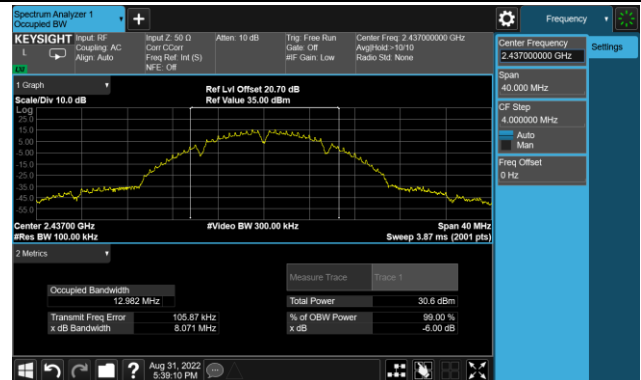 Spectrum Analyzer 1
Occupied BW
Frequency
KEYSIGHT
L
Input: RF
Coupling: AC
Align: Auto
Input Z: 50 Ω
Corr CCorr
Freq Ref: Int (S)
NFE: Off
Atten: 10 dB
Trig: Free Run
Gate: Off
#IF Gain: Low
Center Freq: 2.437000000 GHz
Avg|Hold:>10/10
Radio Std: None
Center Frequency
2.437000000 GHz
Settings
Span
40.000 MHz
CF Step
4.000000 MHz
Auto
Man
Freq Offset
0 Hz
1 Graph
Scale/Div 10.0 dB
Ref Lvl Offset 20.70 dB
Ref Value 35.00 dBm
Log
25.0
15.0
5.00
-5.00
-15.0
-25.0
-35.0
-45.0
-55.0
Center 2.43700 GHz
#Res BW 100.00 kHz
#Video BW 300.00 kHz
Span 40 MHz
Sweep 3.87 ms (2001 pts)
2 Metrics
Measure Trace Trace 1
Occupied Bandwidth
12.982 MHz
Total Power 30.6 dBm
Transmit Freq Error 105.87 kHz
% of OBW Power 99.00 %
x dB Bandwidth 8.071 MHz
x dB -6.00 dB
Aug 31, 2022
5:39:10 PM